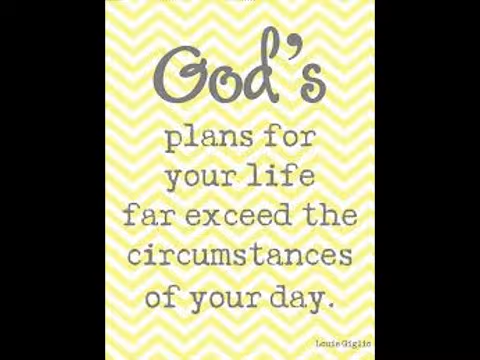 God's
plans for
your life
far exceed the
circumstances
of your day.
Louie Giglio